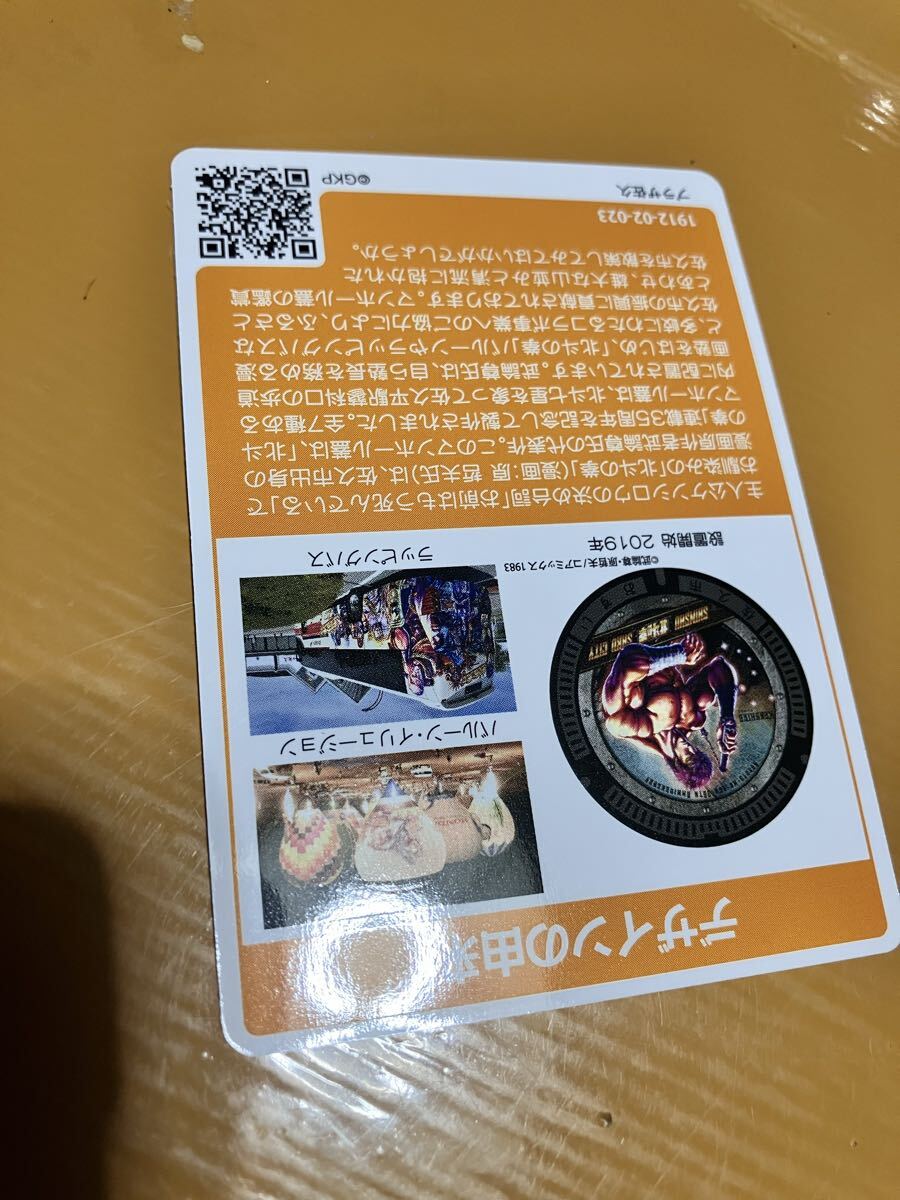 デザインの由
バルーン・イリュージョン
ラッピングバス
©武論尊・原哲夫/コアミックス 1983
設置開始 2019年
主人公ケンシロウの決め台詞「お前はもう死んでいる」で
お馴染みの「北斗の拳」(漫画：原 哲夫氏)は、佐久市出身の
漫画原作者武論尊氏の代表作。このマンホール蓋は、「北斗
の拳」連載35周年を記念して製作されました。全7種ある
マンホール蓋は、北斗七星を象って佐久平駅蓼科口の歩道
内に配置されています。武論尊氏は、自ら塾長を務める漫
画塾をはじめ、「北斗の拳」バルーンやラッピングバスな
ど、多岐にわたるコラボ事業へのご協力により、ふるさと
佐久市の振興に貢献されております。マンホール蓋の鑑賞
とあわせ、雄大な山並みと清流に抱かれた
佐久市を散策してみてはいかがでしょうか。
1912-02-023
プラザ佐久
©GKP